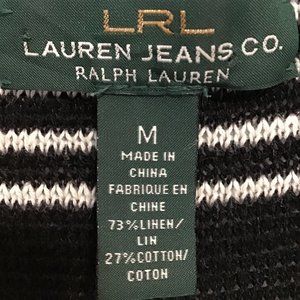 LRL
LAUREN JEANS CO.
RALPH LAUREN
M
MADE IN
CHINA
FABRIQUE EN
CHINE
73%LINEN/
LIN
27%COTTON/
COTON